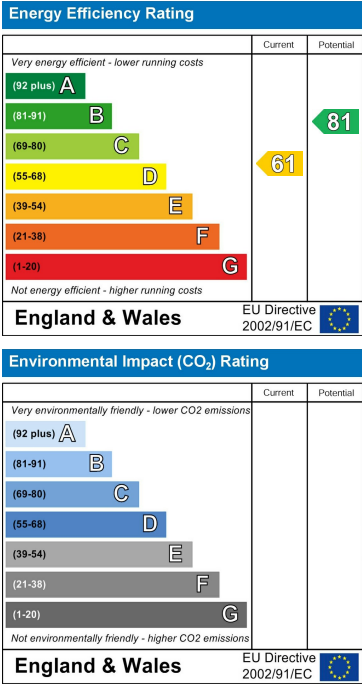 Energy Efficiency Rating
Current Potential
Very energy efficient - lower running costs
(92 plus) A
(81-91) B
(69-80) C
(55-68) D
(39-54) E
(21-38) F
(1-20) G
61
81
Not energy efficient - higher running costs
England & Wales
EU Directive
2002/91/EC
Environmental Impact (CO₂) Rating
Current Potential
Very environmentally friendly - lower CO2 emissions
(92 plus) A
(81-91) B
(69-80) C
(55-68) D
(39-54) E
(21-38) F
(1-20) G
Not environmentally friendly - higher CO2 emissions
England & Wales
EU Directive
2002/91/EC